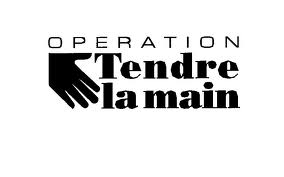 OPERATION
Tendre
la main